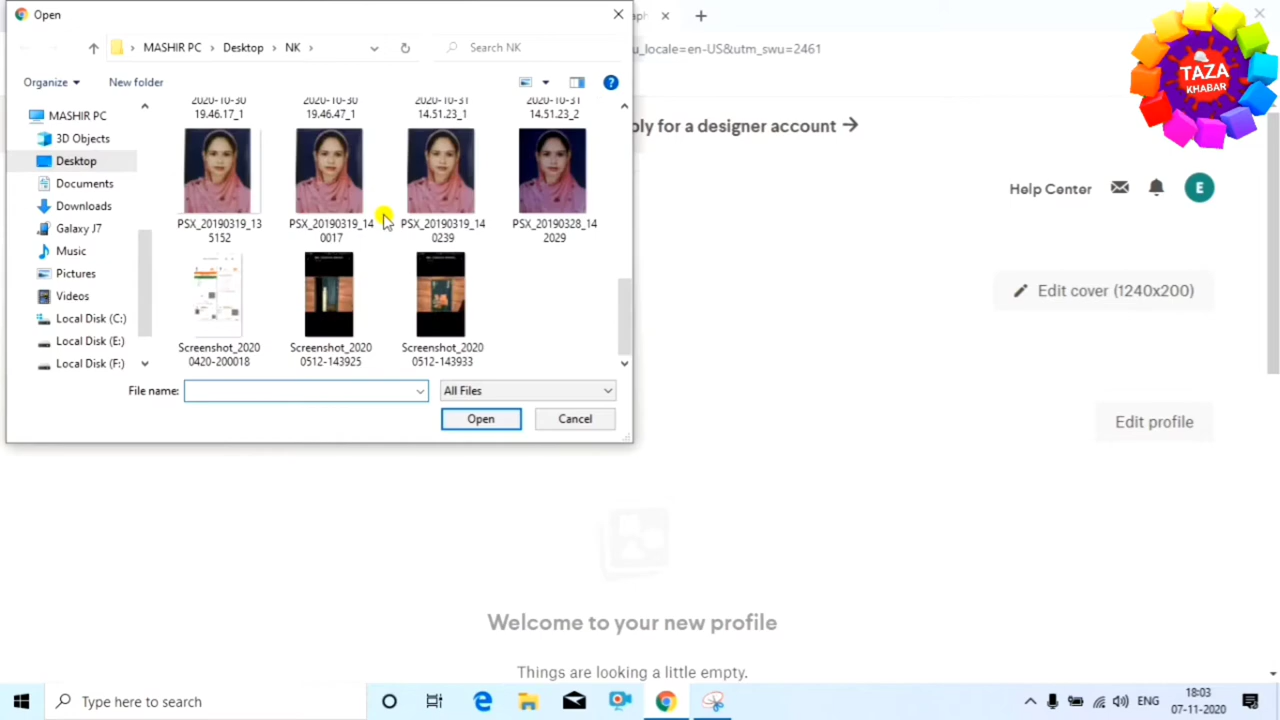 Open
u_locale=en-US&utm_swu=2461
MASHIR PC
Desktop
NK
Search NK
Organize
New folder
TAZA
KHABAR
MASHIR PC
3D Objects
Desktop
Documents
Downloads
Galaxy J7
Music
Pictures
Videos
Local Disk (C:)
Local Disk (E:)
Local Disk (F:)
2020-10-30
19.46.17_1
2020-10-30
19.46.47_1
2020-10-31
14.51.23_1
2020-10-31
14.51.23_2
PSX_20190319_13
5152
PSX_20190319_14
0017
PSX_20190319_14
0239
PSX_20190328_14
2029
Screenshot_2020
0420-200018
Screenshot_2020
0512-143925
Screenshot_2020
0512-143933
File name:
All Files
Open
Cancel
ply for a designer account →
Help Center
E
Edit cover (1240x200)
Edit profile
Welcome to your new profile
Things are looking a little empty.
Type here to search
ENG
18:03
07-11-2020